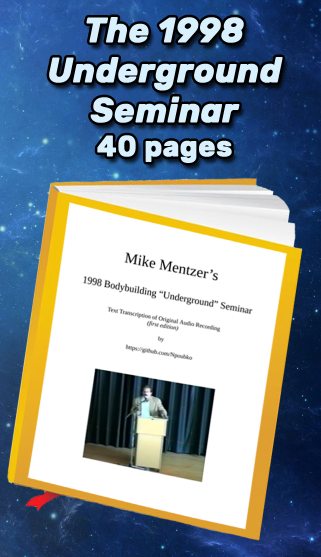 The 1998
Underground
Seminar
40 pages
Mike Mentzer's
1998 Bodybuilding “Underground” Seminar
Text Transcription of Original Audio Recording
(first edition)
by
https://github.com/Npoubko